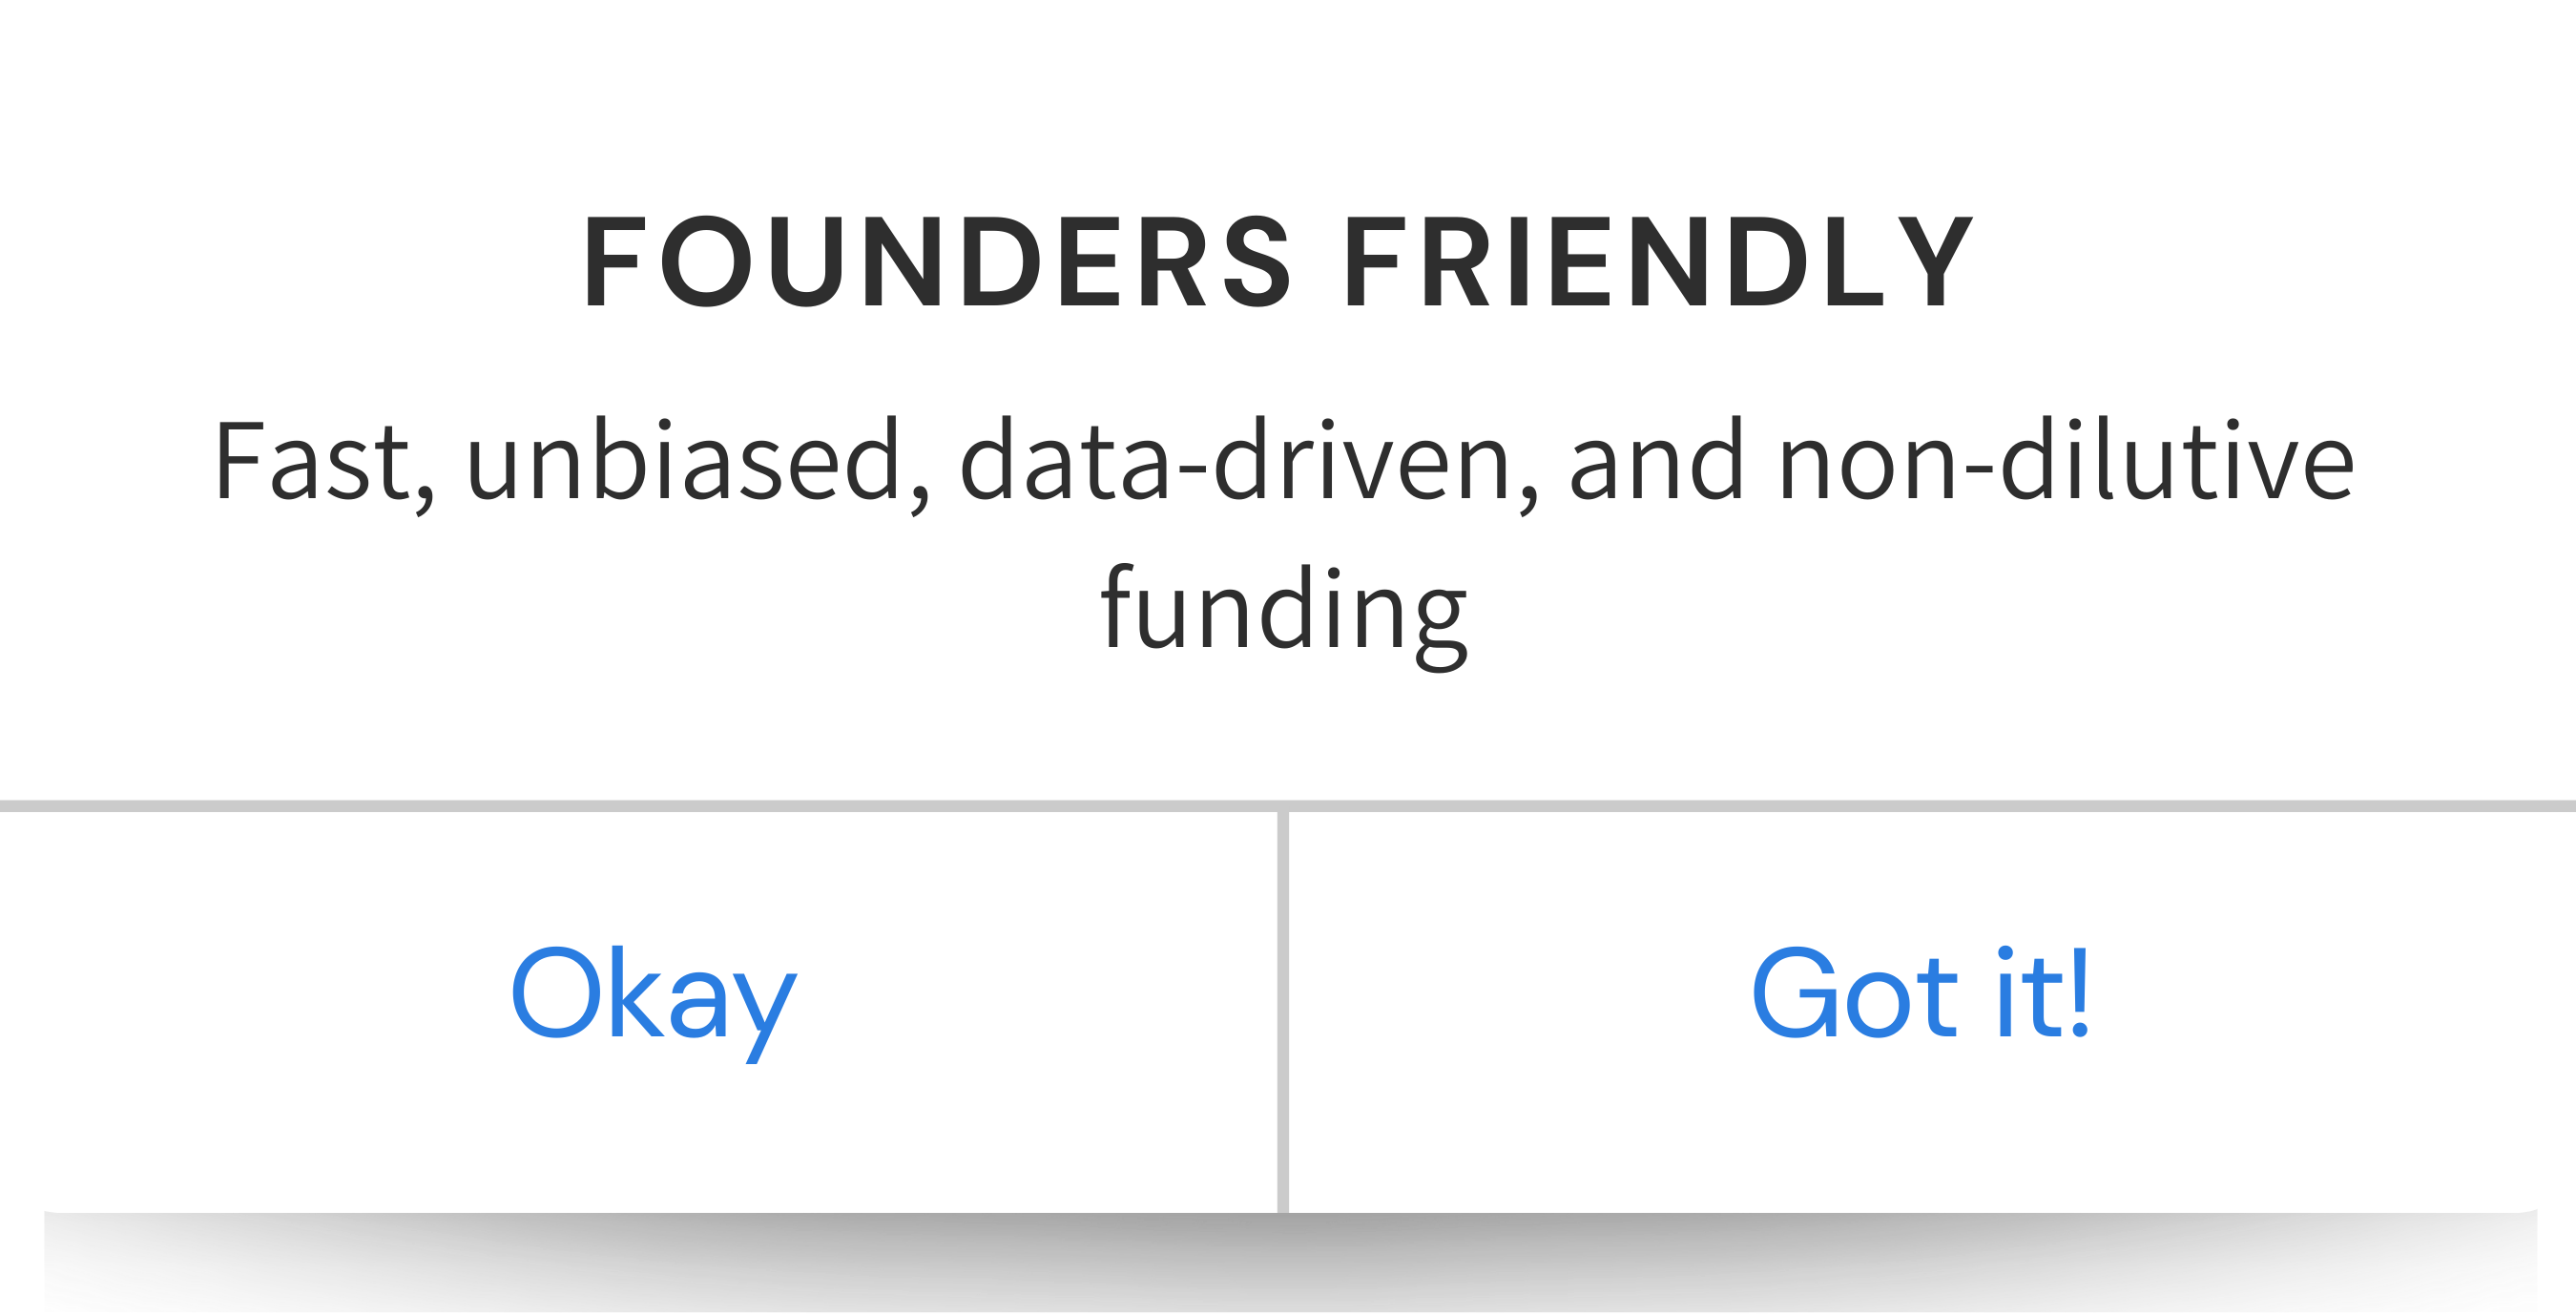 FOUNDERS FRIENDLY
Fast, unbiased, data-driven, and non-dilutive
funding
Okay
Got it!